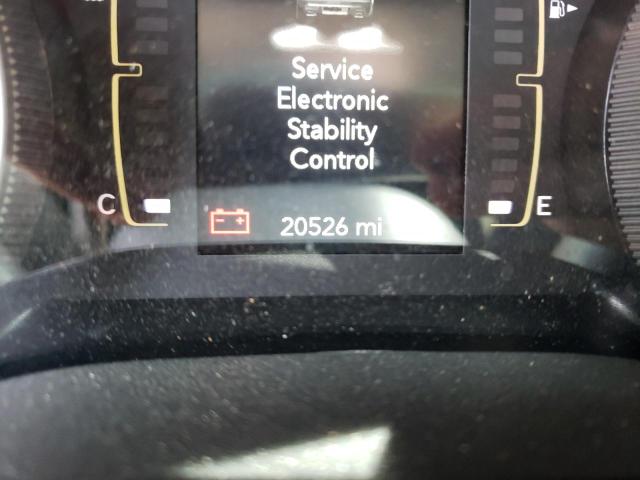 Service
Electronic
Stability
Control
C
E
20526 mi